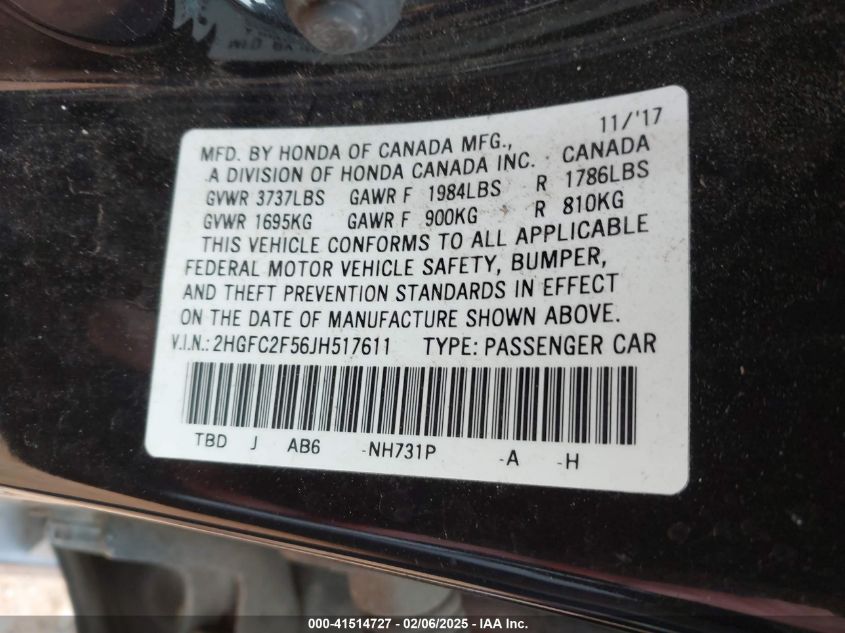 11/'17
MFD. BY HONDA OF CANADA MFG.,
A DIVISION OF HONDA CANADA INC. CANADA
GVWR 3737LBS GAWR F 1984LBS R 1786LBS
GVWR 1695KG GAWR F 900KG R 810KG
THIS VEHICLE CONFORMS TO ALL APPLICABLE
FEDERAL MOTOR VEHICLE SAFETY, BUMPER,
AND THEFT PREVENTION STANDARDS IN EFFECT
ON THE DATE OF MANUFACTURE SHOWN ABOVE.
V.I.N.: 2HGFC2F56JH517611 TYPE: PASSENGER CAR
TBD J AB6 -NH731P -A -H
000-41514727 - 02/06/2025 - IAA Inc.